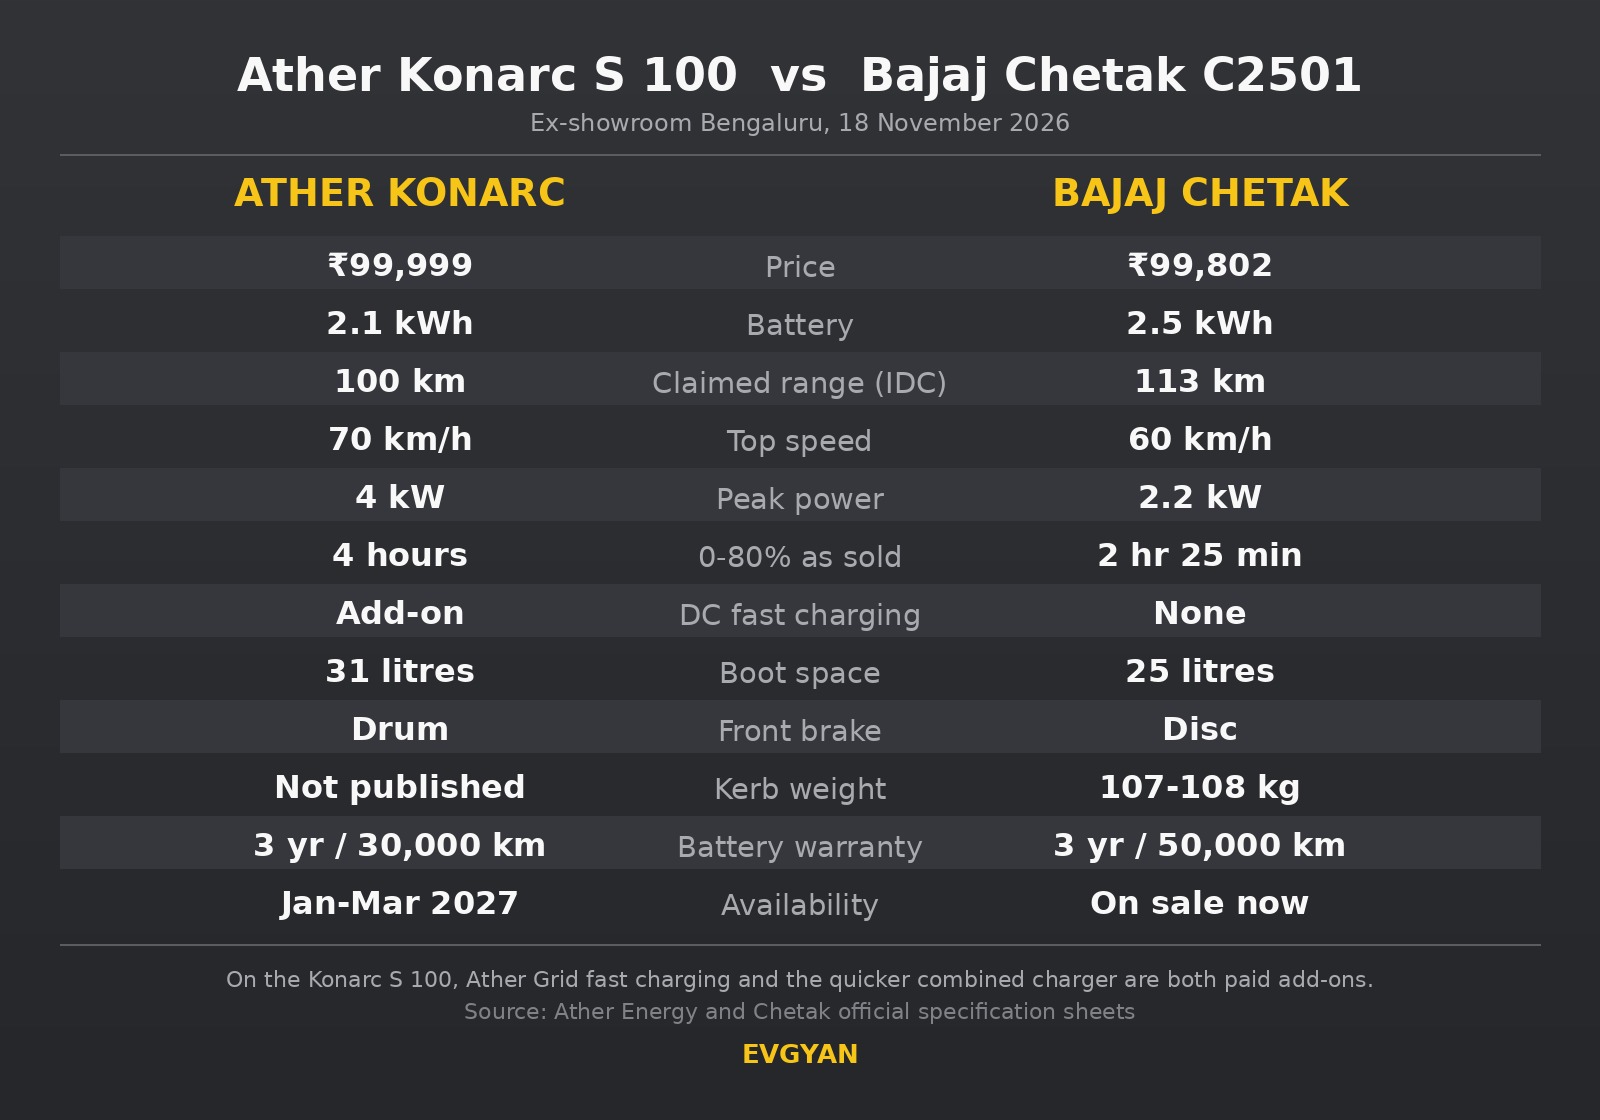 Ather Konarc S 100 vs Bajaj Chetak C2501
Ex-showroom Bengaluru, 18 November 2026
ATHER KONARC BAJAJ CHETAK
₹99,999 Price ₹99,802
2.1 kWh Battery 2.5 kWh
100 km Claimed range (IDC) 113 km
70 km/h Top speed 60 km/h
4 kW Peak power 2.2 kW
4 hours 0-80% as sold 2 hr 25 min
Add-on DC fast charging None
31 litres Boot space 25 litres
Drum Front brake Disc
Not published Kerb weight 107-108 kg
3 yr / 30,000 km Battery warranty 3 yr / 50,000 km
Jan-Mar 2027 Availability On sale now
On the Konarc S 100, Ather Grid fast charging and the quicker combined charger are both paid add-ons.
Source: Ather Energy and Chetak official specification sheets
EVGYAN